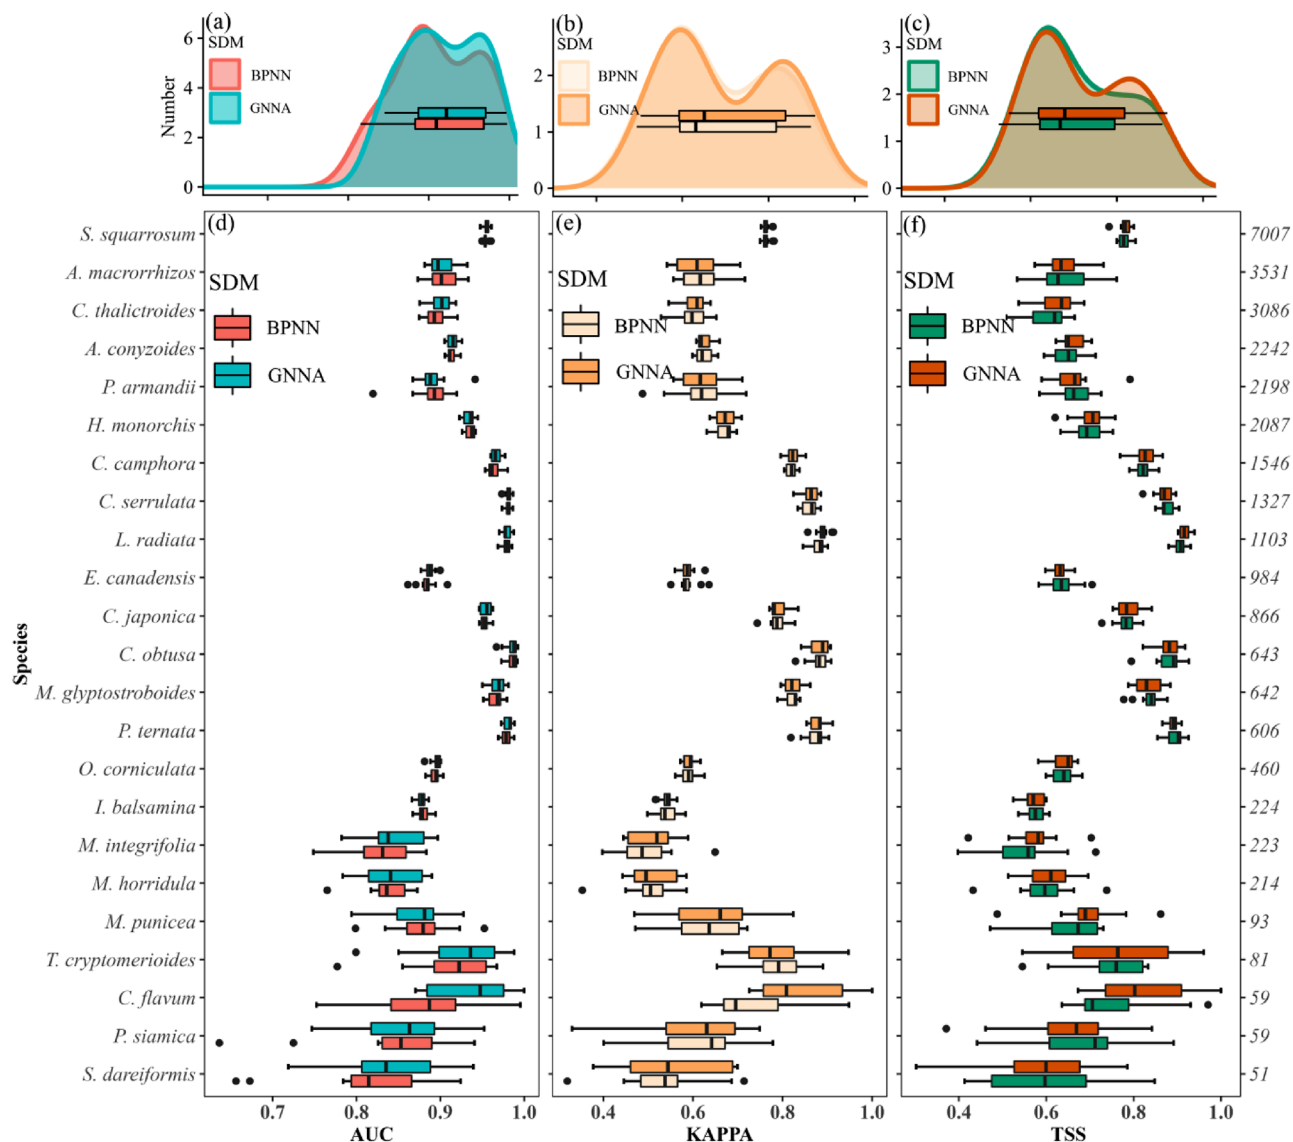 (a)
SDM
BPNN
GNNA
Number
6
4
2
0
(b)
SDM
BPNN
GNNA
2
1
0
(c)
SDM
BPNN
GNNA
3
2
1
0
Species
S. squarrosum
A. macrorrhizos
C. thalictroides
A. conyzoides
P. armandii
H. monorchis
C. camphora
C. serrulata
L. radiata
E. canadensis
C. japonica
C. obtusa
M. glyptostroboides
P. ternata
O. corniculata
I. balsamina
M. integrifolia
M. horridula
M. punicea
T. cryptomerioides
C. flavum
P. siamica
S. dareiformis
(d)
SDM
BPNN
GNNA
0.7 0.8 0.9 1.0
AUC
(e)
SDM
BPNN
GNNA
0.4 0.6 0.8 1.0
KAPPA
(f)
SDM
BPNN
GNNA
0.4 0.6 0.8 1.0
TSS
7007
3531
3086
2242
2198
2087
1546
1327
1103
984
866
643
642
606
460
224
223
214
93
81
59
59
51